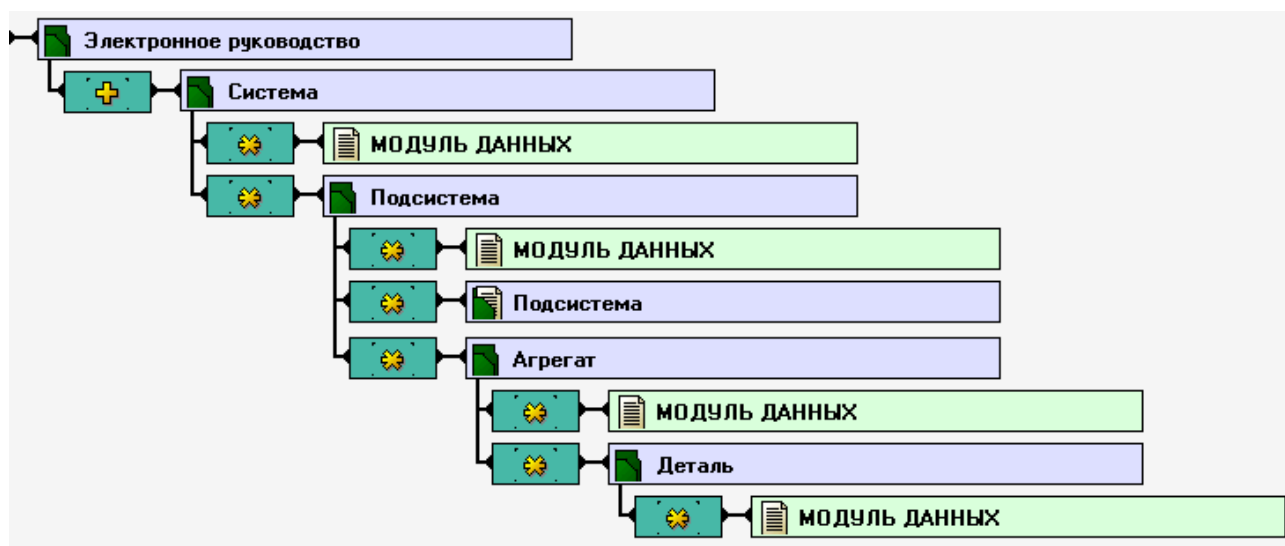 Электронное руководство
Система
МОДУЛЬ ДАННЫХ
Подсистема
МОДУЛЬ ДАННЫХ
Подсистема
Агрегат
МОДУЛЬ ДАННЫХ
Деталь
МОДУЛЬ ДАННЫХ